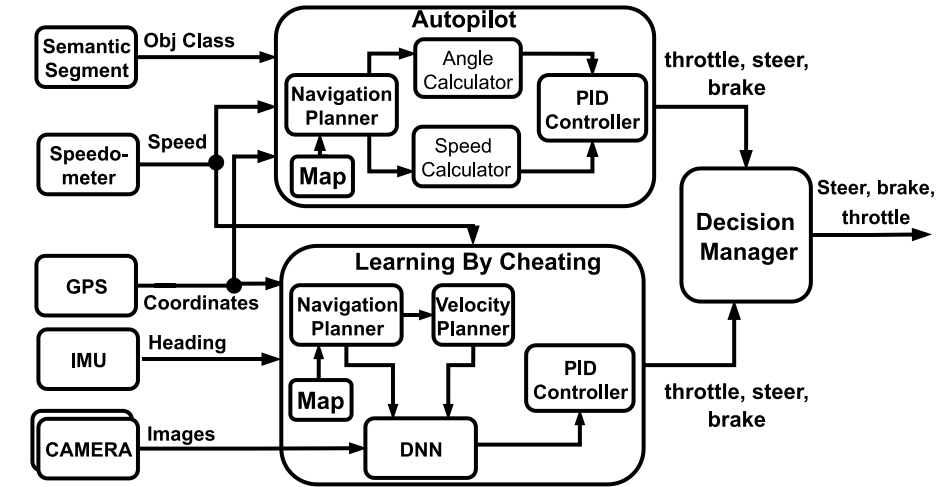 Autopilot
Semantic
Segment
Obj Class
Angle
Calculator
Navigation
Planner
PID
Controller
throttle, steer,
brake
Speedo-
meter
Speed
Speed
Calculator
Map
Steer, brake,
throttle
Decision
Manager
Learning By Cheating
GPS
Coordinates
Navigation
Planner
Velocity
Planner
IMU
Heading
PID
Controller
Map
throttle, steer,
brake
CAMERA
Images
DNN